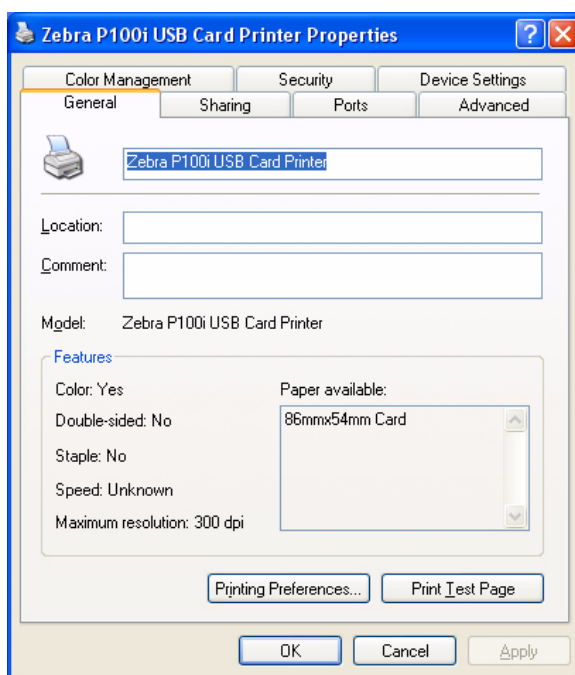 Zebra P100i USB Card Printer Properties
Color Management Security Device Settings
General Sharing Ports Advanced
Zebra P100i USB Card Printer
Location:
Comment:
Model: Zebra P100i USB Card Printer
Features
Color: Yes
Paper available:
Double-sided: No
86mmx54mm Card
Staple: No
Speed: Unknown
Maximum resolution: 300 dpi
Printing Preferences... Print Test Page
OK Cancel Apply